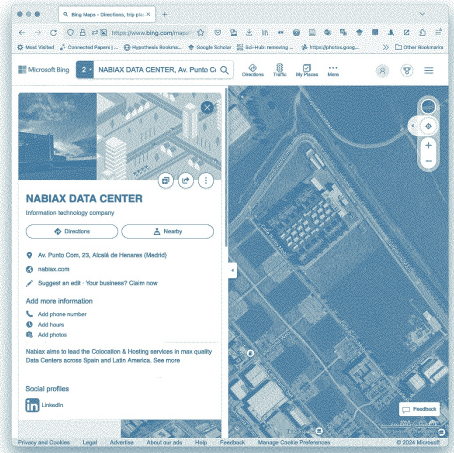 Bing Maps - Directions, trip pla
https://www.bing.com/maps
Most Visited
Connected Papers |
Hypothesis Bookma...
Google Scholar
Sci-Hub: removing ...
https://photos.goog...
Other Bookmarks
Microsoft Bing
2
NABIAX DATA CENTER, Av. Punto Co
Directions
Traffic
My Places
More
NABIAX DATA CENTER
Information technology company
Directions
Nearby
Av. Punto Com, 23, Alcalá de Henares (Madrid)
nabiax.com
Suggest an edit · Your business? Claim now
Add more information
Add phone number
Add hours
Add photos
Nabiax aims to lead the Colocation & Hosting services in max quality
Data Centers across Spain and Latin America. See more
Social profiles
LinkedIn
Feedback
Privacy and Cookies
Legal
Advertise
About our ads
Help
Feedback
Manage Cookie Preferences
© 2024 Microsoft